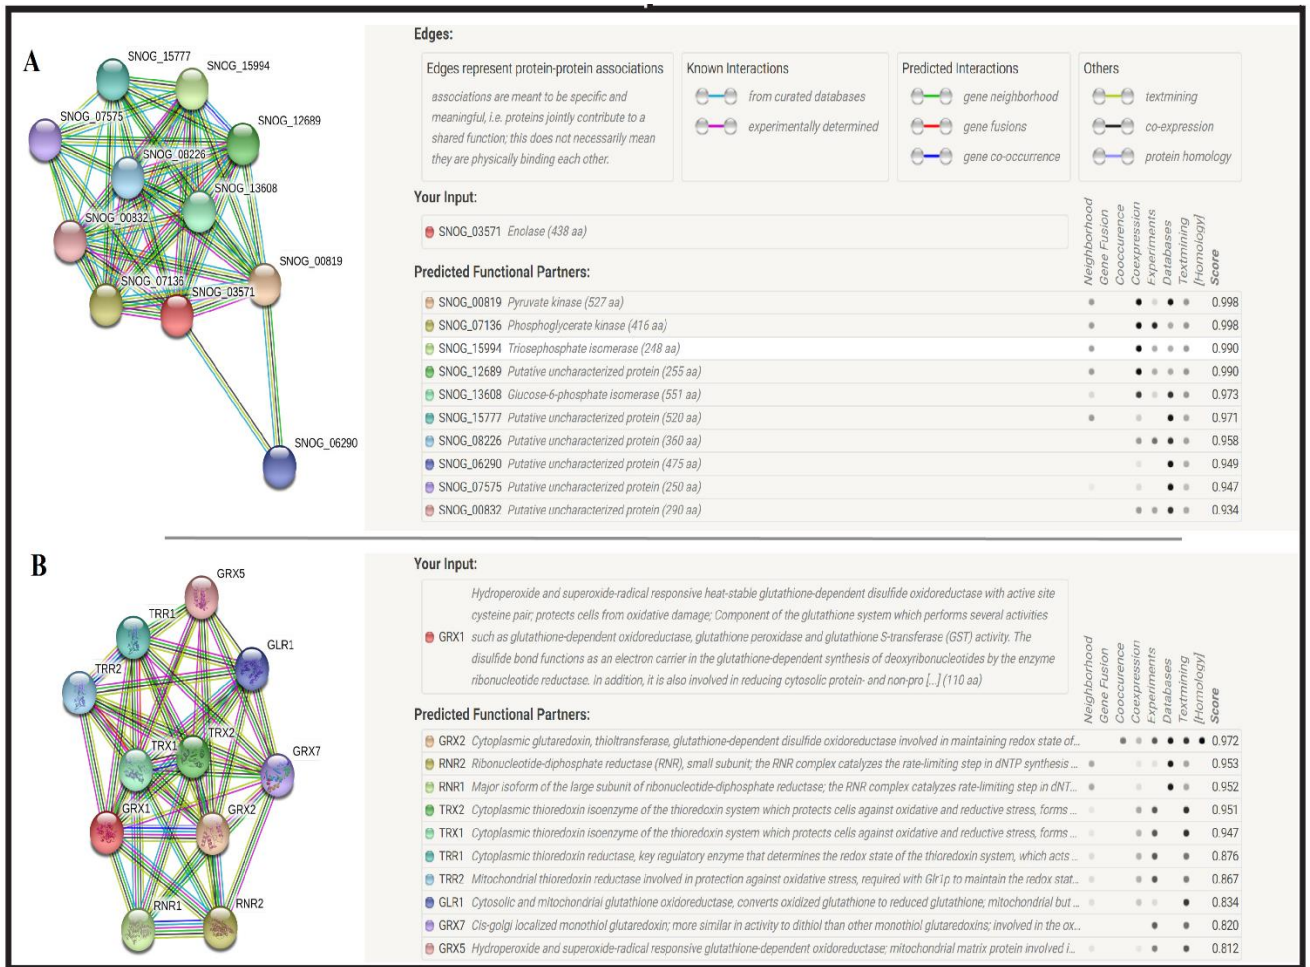 A
SNOG_15777
SNOG_15994
SNOG_07575
SNOG_12689
SNOG_08226
SNOG_13608
SNOG_00832
SNOG_00819
SNOG_07136
SNOG_03571
SNOG_06290
Edges:
Edges represent protein-protein associations
associations are meant to be specific and
meaningful, i.e. proteins jointly contribute to a
shared function; this does not necessarily mean
they are physically binding each other.
Known Interactions
from curated databases
experimentally determined
Predicted Interactions
gene neighborhood
gene fusions
gene co-occurrence
Others
textmining
co-expression
protein homology
Your Input:
SNOG_03571 Enclase (438 aa)
Neighborhood
Gene Fusion
Cooccurence
Coexpression
Experiments
Databases
Textmining
[Homology]
Score
Predicted Functional Partners:
SNOG_00819 Pyruvate kinase (527 aa) 0.998
SNOG_07136 Phosphoglycerate kinase (416 aa) 0.998
SNOG_15994 Triosephosphate isomerase (248 aa) 0.990
SNOG_12689 Putative uncharacterized protein (255 aa) 0.990
SNOG_13608 Glucose-6-phosphate isomerase (551 aa) 0.973
SNOG_15777 Putative uncharacterized protein (520 aa) 0.971
SNOG_08226 Putative uncharacterized protein (360 aa) 0.958
SNOG_06290 Putative uncharacterized protein (475 aa) 0.949
SNOG_07575 Putative uncharacterized protein (250 aa) 0.947
SNOG_00832 Putative uncharacterized protein (290 aa) 0.934
B
GRX5
TRR1
GLR1
TRR2
TRX2
TRX1
GRX7
GRX1
GRX2
RNR1
RNR2
Your Input:
GRX1
Hydroperoxide and superoxide-radical responsive heat-stable glutathione-dependent disulfide oxidoreductase with active site
cysteine pair; protects cells from oxidative damage; Component of the glutathione system which performs several activities
such as glutathione-dependent oxidoreductase, glutathione peroxidase and glutathione S-transferase (GST) activity. The
disulfide bond functions as an electron carrier in the glutathione-dependent synthesis of deoxyribonucleotides by the enzyme
ribonucleotide reductase. In addition, it is also involved in reducing cytosolic protein- and non-pro [...] (110 aa)
Neighborhood
Gene Fusion
Cooccurence
Coexpression
Experiments
Databases
Textmining
[Homology]
Score
Predicted Functional Partners:
GRX2 Cytoplasmic glutaredoxin, thioltransferase, glutathione-dependent disulfide oxidoreductase involved in maintaining redox state of... 0.972
RNR2 Ribonucleotide-diphosphate reductase (RNR), small subunit; the RNR complex catalyzes the rate-limiting step in dNTP synthesis ... 0.953
RNR1 Major isoform of the large subunit of ribonucleotide-diphosphate reductase; the RNR complex catalyzes rate-limiting step in dNT... 0.952
TRX2 Cytoplasmic thioredoxin isoenzyme of the thioredoxin system which protects cells against oxidative and reductive stress, forms ... 0.951
TRX1 Cytoplasmic thioredoxin isoenzyme of the thioredoxin system which protects cells against oxidative and reductive stress, forms ... 0.947
TRR1 Cytoplasmic thioredoxin reductase, key regulatory enzyme that determines the redox state of the thioredoxin system, which acts ... 0.876
TRR2 Mitochondrial thioredoxin reductase involved in protection against oxidative stress, required with Glr1p to maintain the redox stat... 0.867
GLR1 Cytosolic and mitochondrial glutathione oxidoreductase, converts oxidized glutathione to reduced glutathione; mitochondrial but ... 0.834
GRX7 Cis-golgi localized monothiol glutaredoxin; more similar in activity to dithiol than other monothiol glutaredoxins; involved in the ox... 0.820
GRX5 Hydroperoxide and superoxide-radical responsive glutathione-dependent oxidoreductase; mitochondrial matrix protein involved i... 0.812